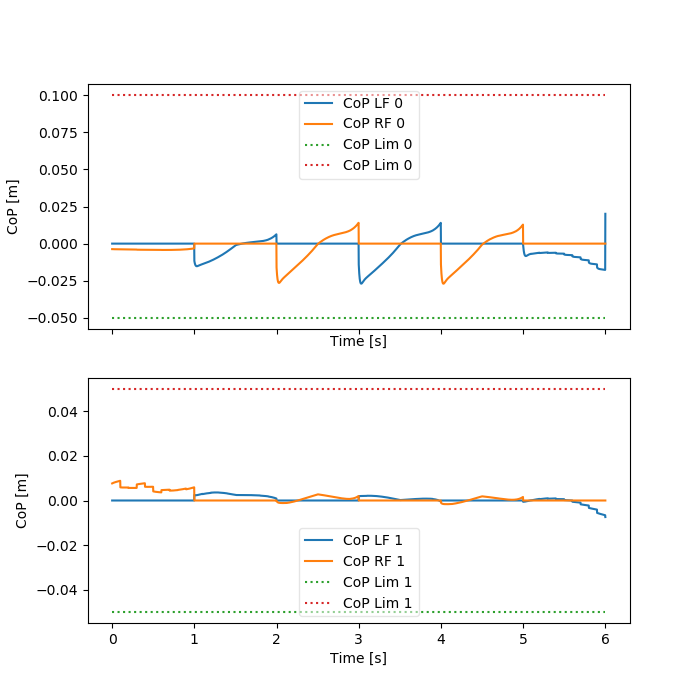 0.100
0.075
0.050
0.025
0.000
−0.025
−0.050
CoP [m]
CoP LF 0
CoP RF 0
CoP Lim 0
CoP Lim 0
Time [s]
0.04
0.02
0.00
−0.02
−0.04
CoP [m]
CoP LF 1
CoP RF 1
CoP Lim 1
CoP Lim 1
0 1 2 3 4 5 6
Time [s]